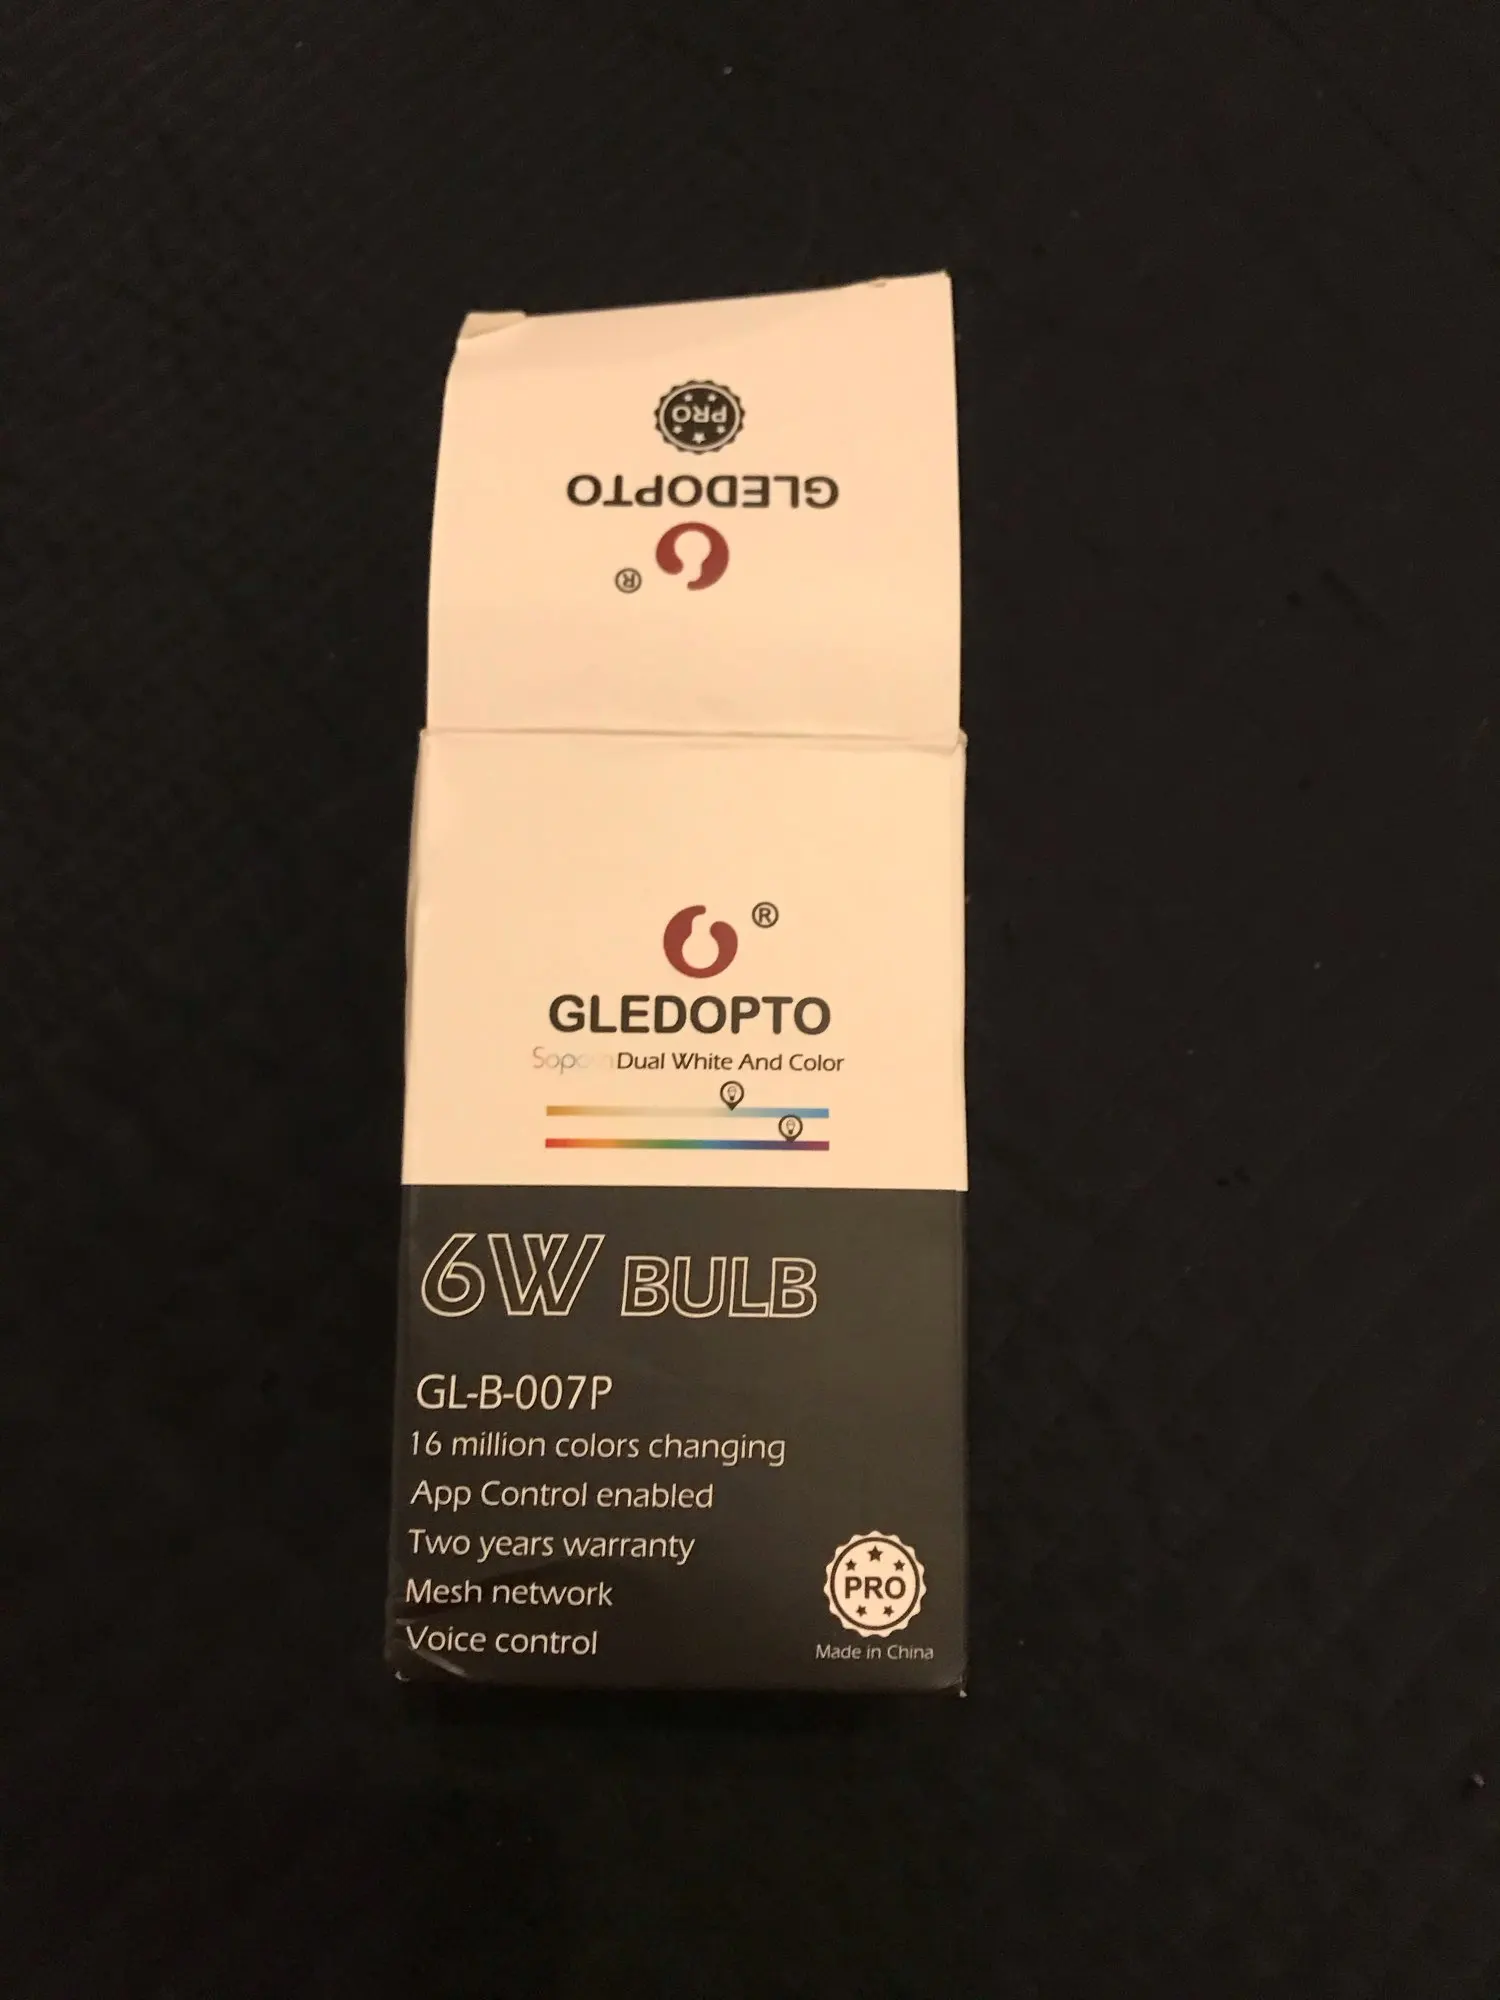 PRO
GLEDOPTO
®
®
GLEDOPTO
Dual White And Color
6W BULB
GL-B-007P
16 million colors changing
App Control enabled
Two years warranty
Mesh network
Voice control
PRO
Made in China